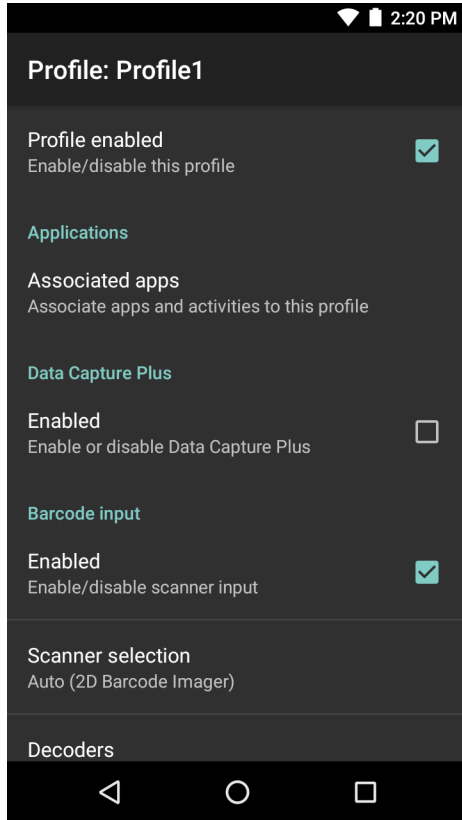 2:20 PM
Profile: Profile1
Profile enabled
Enable/disable this profile
Applications
Associated apps
Associate apps and activities to this profile
Data Capture Plus
Enabled
Enable or disable Data Capture Plus
Barcode input
Enabled
Enable/disable scanner input
Scanner selection
Auto (2D Barcode Imager)
Decoders